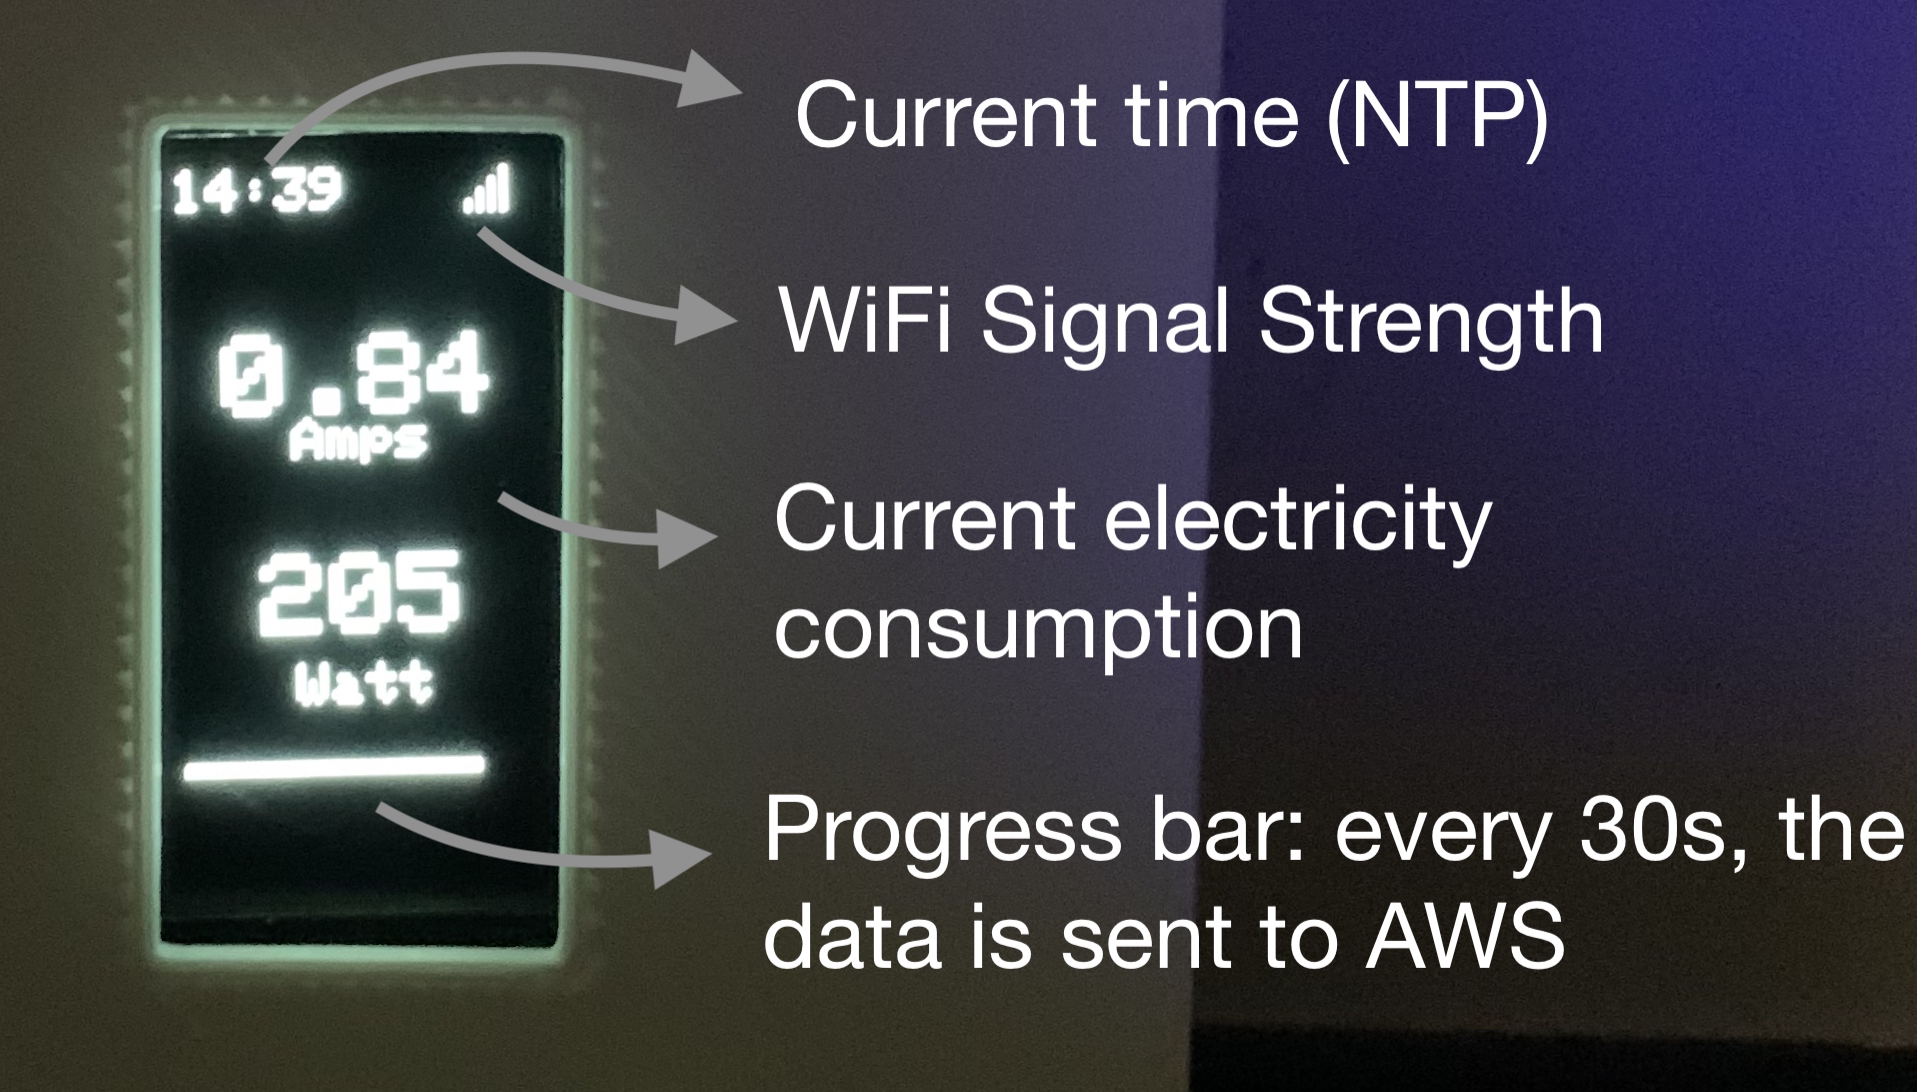 14:39
0.84
Amps
205
Watt
Current time (NTP)
WiFi Signal Strength
Current electricity
consumption
Progress bar: every 30s, the
data is sent to AWS